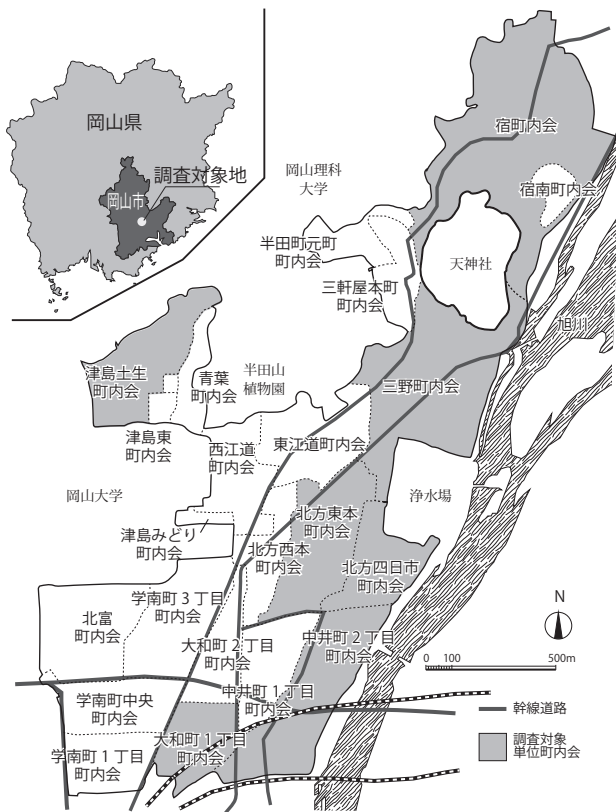 岡山県
調査対象地
岡山市
岡山理科
大学
宿町内会
宿南町内会
半田町元町
町内会
天神社
三軒屋本町
町内会
旭川
津島土生
町内会
青葉
町内会
半田山
植物園
三野町内会
津島東
町内会
西江道
町内会
東江道町内会
岡山大学
浄水場
北方東本
町内会
津島みどり
町内会
北方西本
町内会
北方四日市
町内会
学南町3丁目
町内会
北富
町内会
大和町2丁目
町内会
中井町2丁目
町内会
N
0 100 500m
中井町1丁目
町内会
学南町中央
町内会
幹線道路
大和町1丁目
町内会
調査対象
単位町内会
学南町1丁目
町内会